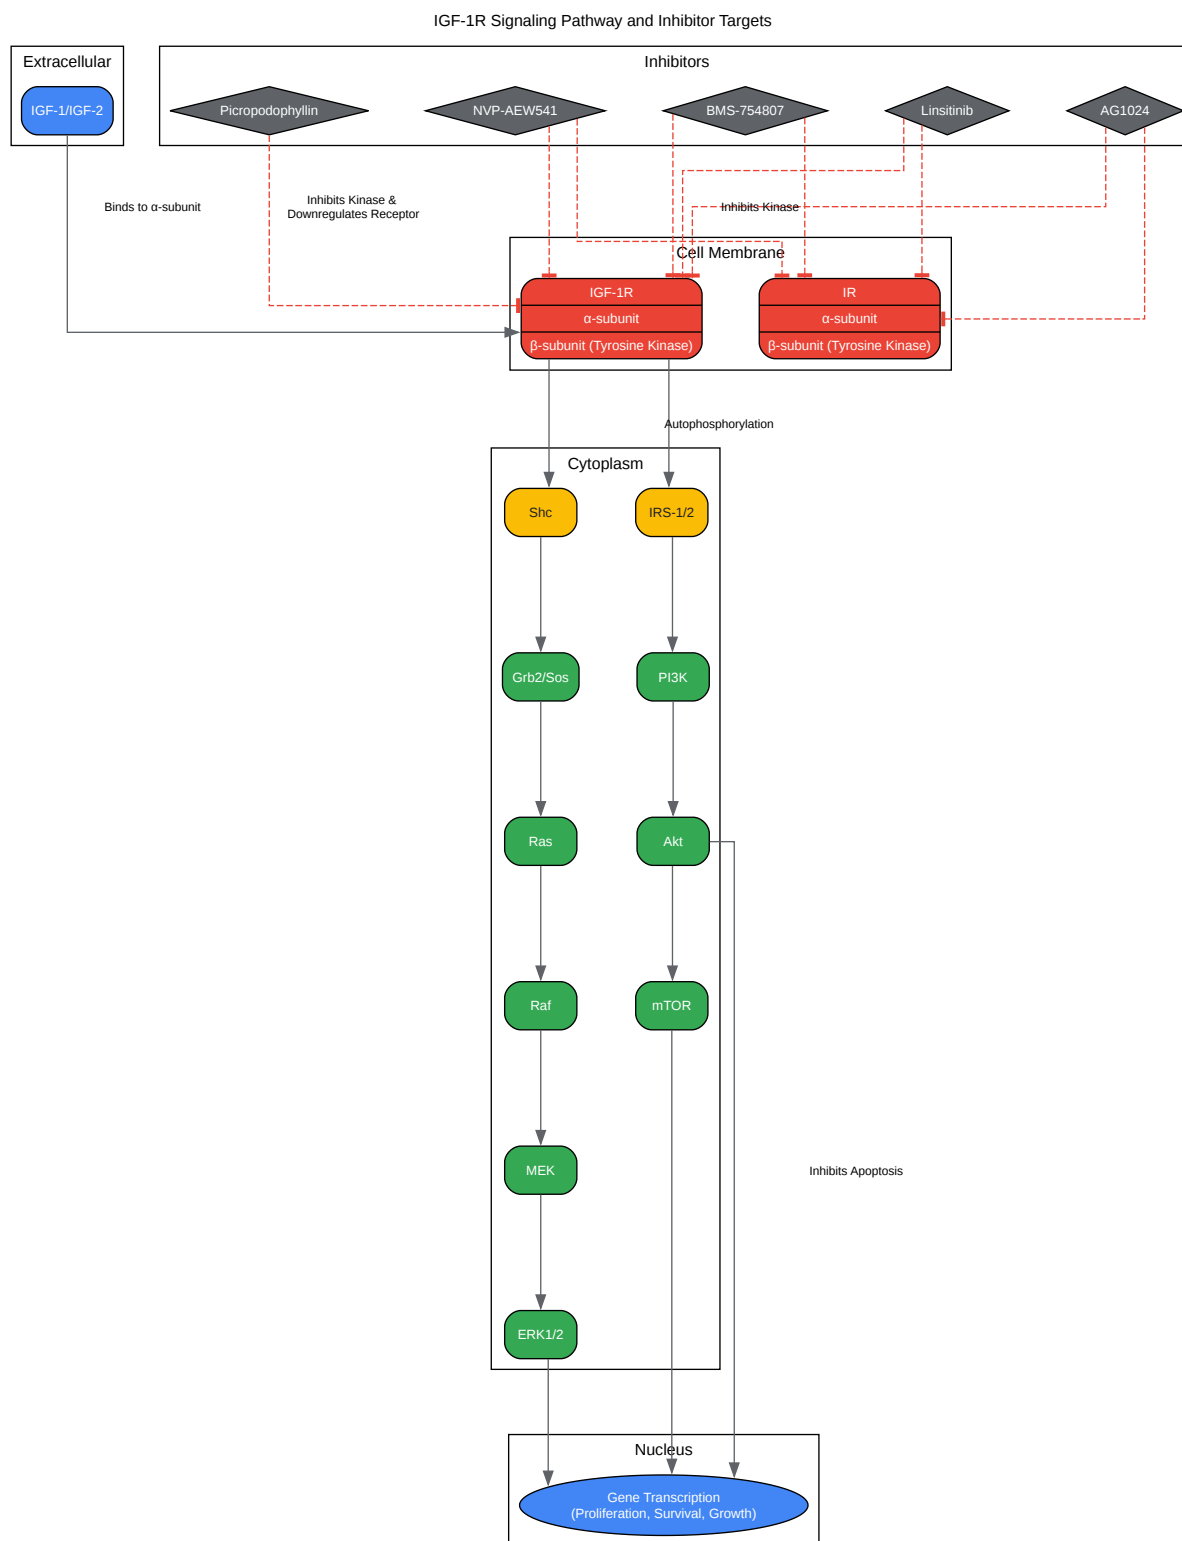 IGF-1R Signaling Pathway and Inhibitor Targets
Extracellular
Inhibitors
IGF-1/IGF-2
Picropodophyllin
NVP-AEW541
BMS-754807
Linsitinib
AG1024
Binds to α-subunit
Inhibits Kinase &
Downregulates Receptor
Inhibits Kinase
Cell Membrane
IGF-1R
α-subunit
β-subunit (Tyrosine Kinase)
IR
α-subunit
β-subunit (Tyrosine Kinase)
Autophosphorylation
Cytoplasm
Shc
IRS-1/2
Grb2/Sos
PI3K
Ras
Akt
Raf
mTOR
MEK
Inhibits Apoptosis
ERK1/2
Nucleus
Gene Transcription
(Proliferation, Survival, Growth)